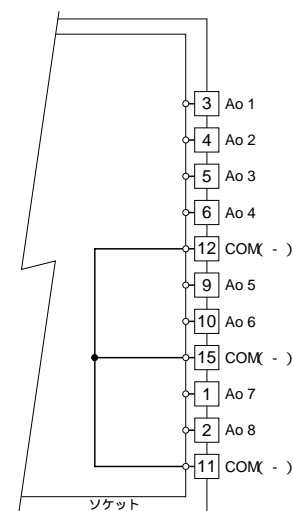 3 Ao 1
4 Ao 2
5 Ao 3
6 Ao 4
12 COM( - )
9 Ao 5
10 Ao 6
15 COM( - )
1 Ao 7
2 Ao 8
11 COM( - )
ソケット